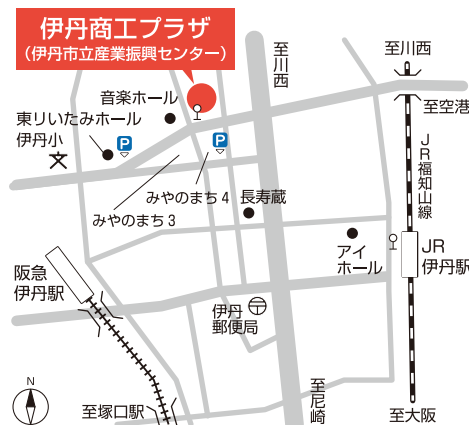 伊丹商工プラザ
（伊丹市立産業振興センター）
至川西
至川西
音楽ホール
至空港
東リいたみホール
伊丹小
P
P
JR福知山線
みやのまち4
みやのまち3
長寿蔵
アイ
ホール
JR
伊丹駅
阪急
伊丹駅
伊丹
郵便局
N
至塚口駅
至尼崎
至大阪